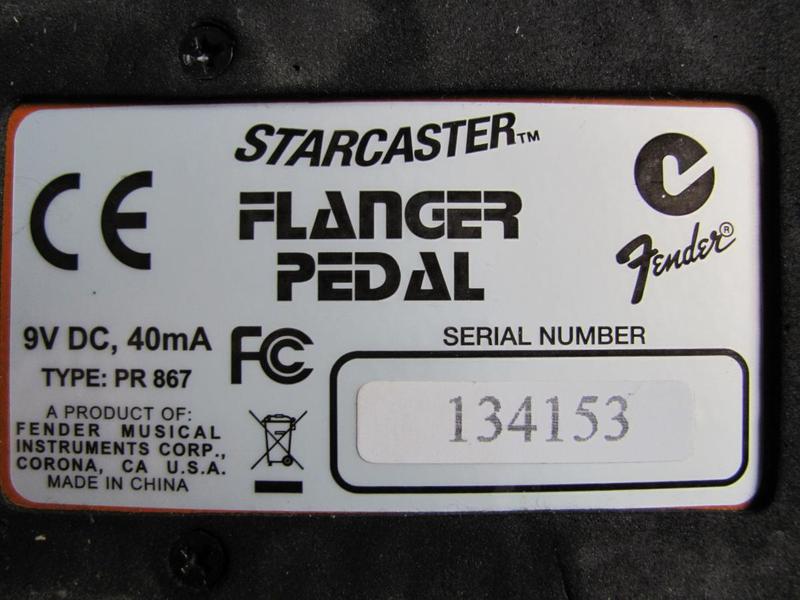 STARCASTER™
FLANGER
PEDAL
CE
Fender®
9V DC, 40mA
TYPE: PR 867
FC
A PRODUCT OF:
FENDER MUSICAL
INSTRUMENTS CORP.,
CORONA, CA U.S.A.
MADE IN CHINA
SERIAL NUMBER
134153